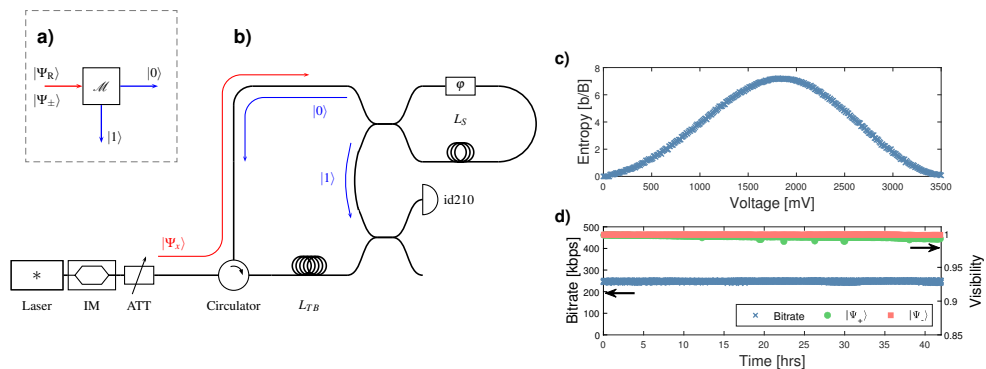 a)
|Ψ_R⟩
|Ψ_±⟩
ℳ
|0⟩
|1⟩
b)
φ
L_S
|0⟩
|1⟩
id210
|Ψ_x⟩
*
Laser
IM
ATT
Circulator
L_TB
c)
Entropy [b/B]
8
6
4
2
0
0 500 1000 1500 2000 2500 3000 3500
Voltage [mV]
d)
Bitrate [kbps]
500
400
300
200
100
0
1
0.95
0.9
0.85
Visibility
Bitrate |Ψ_+⟩ |Ψ_-⟩
0 5 10 15 20 25 30 35 40
Time [hrs]